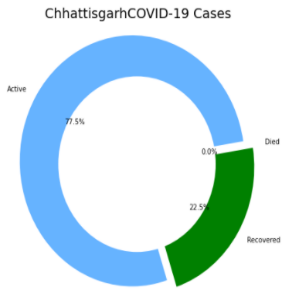 ChhattisgarhCOVID-19 Cases
Active
77.5%
Died
0.0%
22.5%
Recovered